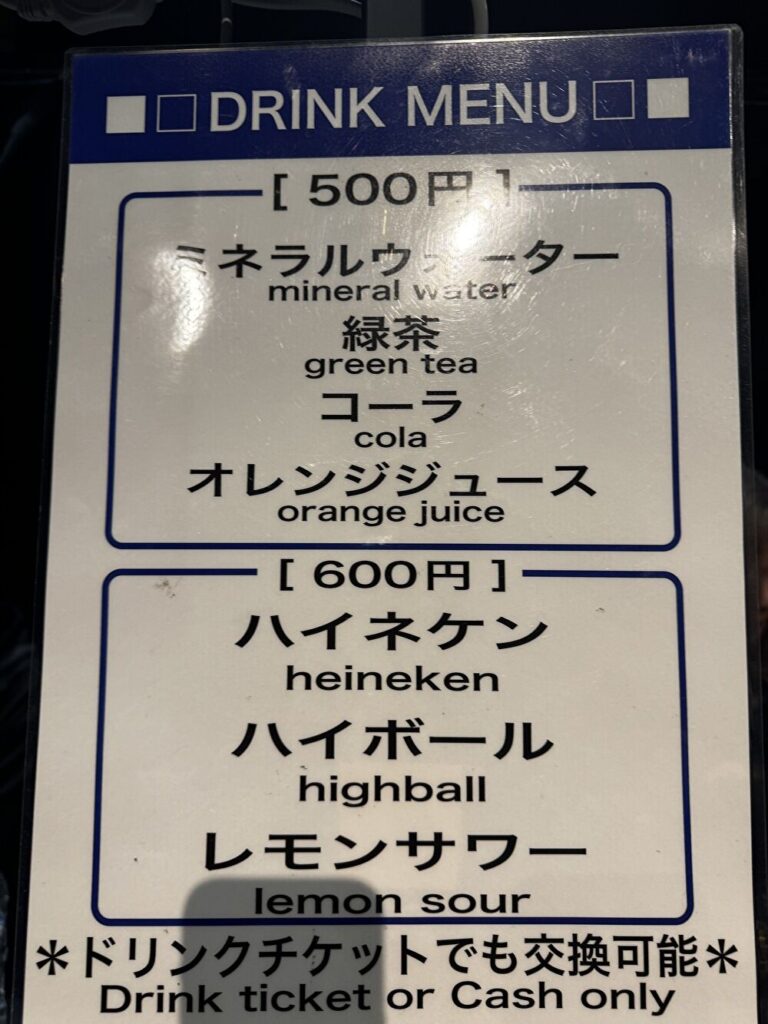 ■□DRINK MENU□■
[ 500円 ]
ミネラルウォーター
mineral water
緑茶
green tea
コーラ
cola
オレンジジュース
orange juice
[ 600円 ]
ハイネケン
heineken
ハイボール
highball
レモンサワー
lemon sour
＊ドリンクチケットでも交換可能＊
Drink ticket or Cash only